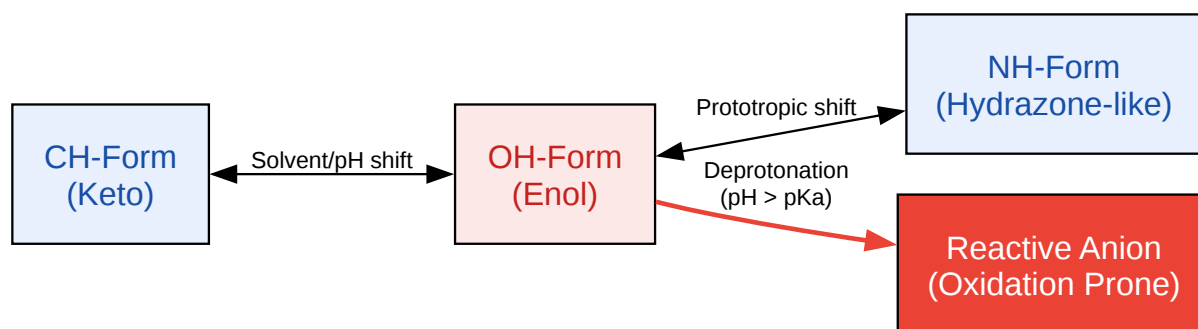 CH-Form
(Keto)
Solvent/pH shift
OH-Form
(Enol)
Prototropic shift
Deprotonation
(pH > pKa)
NH-Form
(Hydrazone-like)
Reactive Anion
(Oxidation Prone)